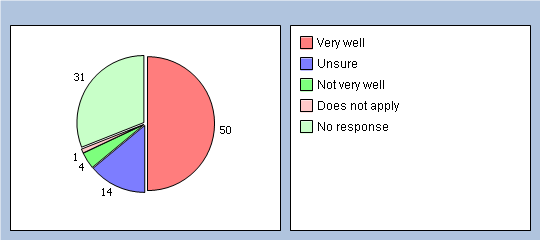 31
50
1
4
14
Very well
Unsure
Not very well
Does not apply
No response